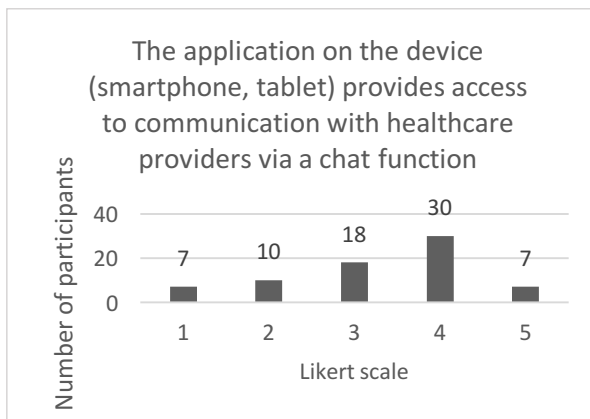 The application on the device
(smartphone, tablet) provides access
to communication with healthcare
providers via a chat function
Number of participants
40
20
0
7
10
18
30
7
1 2 3 4 5
Likert scale